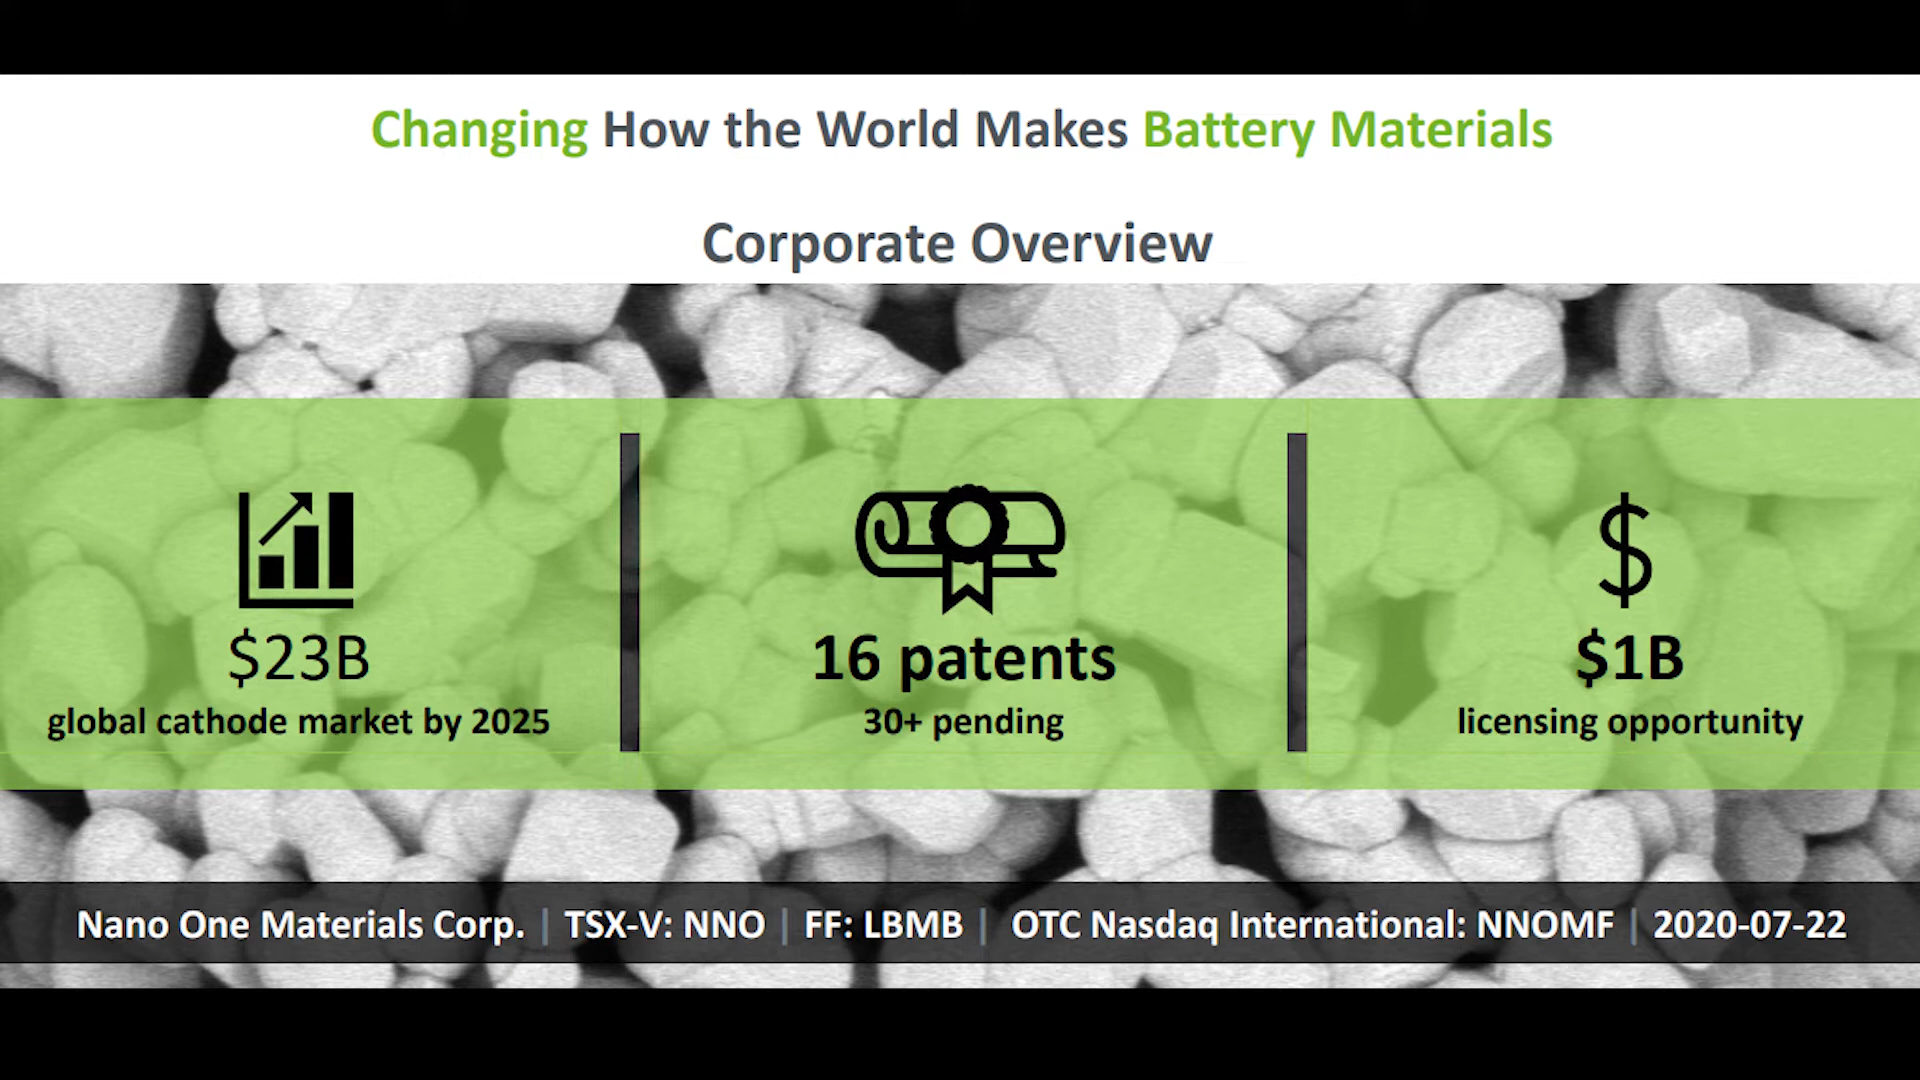 Changing How the World Makes Battery Materials
Corporate Overview
$23B
global cathode market by 2025
16 patents
30+ pending
$1B
licensing opportunity
Nano One Materials Corp. | TSX-V: NNO | FF: LBMB | OTC Nasdaq International: NNOMF | 2020-07-22